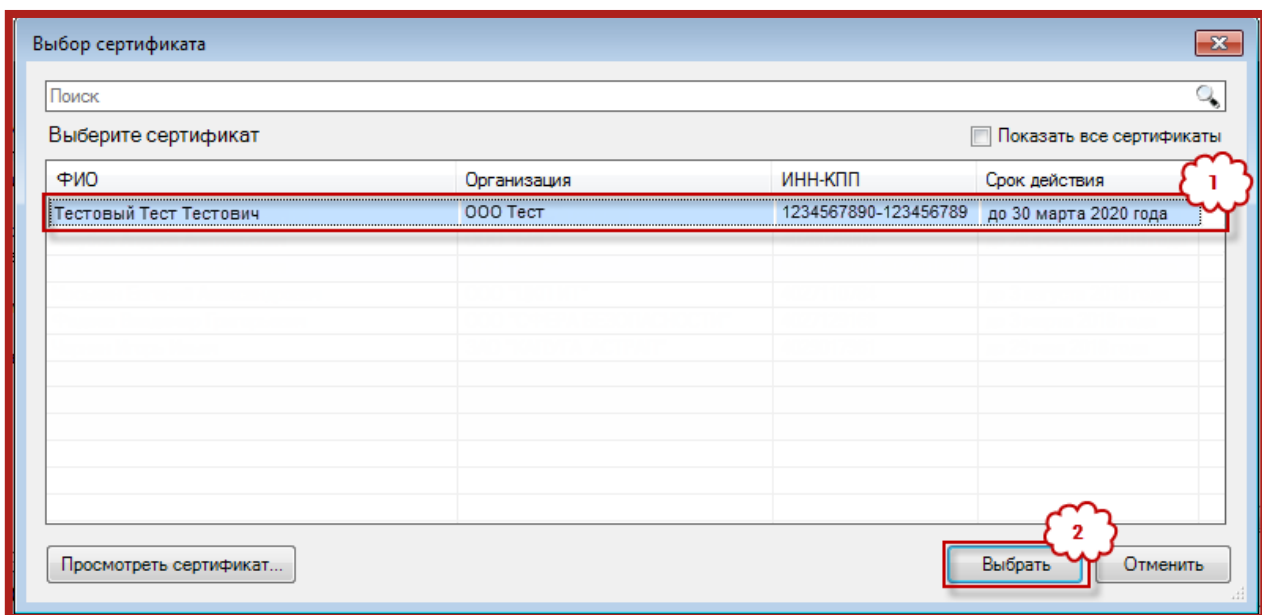 Выбор сертификата
Поиск
Выберите сертификат Показать все сертификаты
ФИО Организация ИНН-КПП Срок действия 1
Тестовый Тест Тестович ООО Тест 1234567890-123456789 до 30 марта 2020 года
2
Просмотреть сертификат... Выбрать Отменить